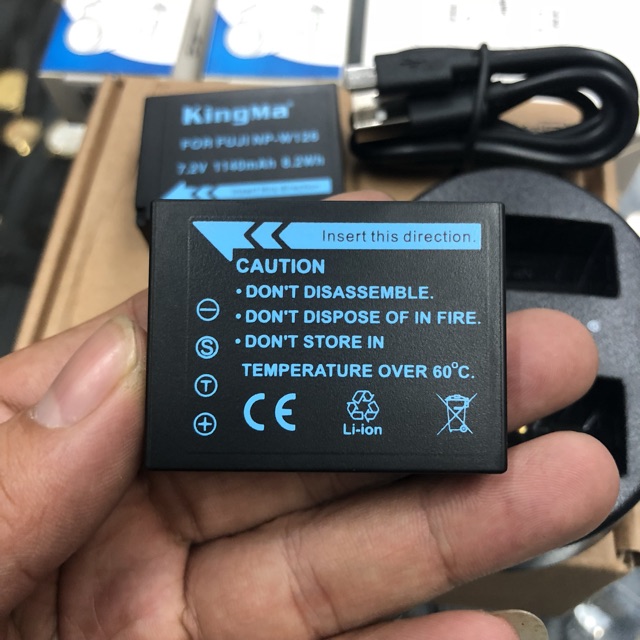 KingMa®
FOR FUJI NP-W126
7.2V 1140mAh 8.2Wh
Insert this direction.
CAUTION
• DON'T DISASSEMBLE.
• DON'T DISPOSE OF IN FIRE.
• DON'T STORE IN
TEMPERATURE OVER 60°C.
S
T
CE
Li-ion